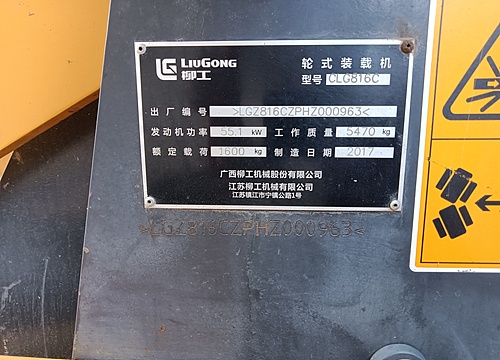 LiuGong
柳工
轮式装载机
型号 CLG816C
出厂编号 >LGZ816CZPHZ000963<
发动机功率 55.1 kW 工作质量 5470 kg
额定载荷 1600 kg 制造日期 2017
广西柳工机械股份有限公司
江苏柳工机械有限公司
江苏镇江市宁镇公路1号
>LGZ816CZPHZ000963<